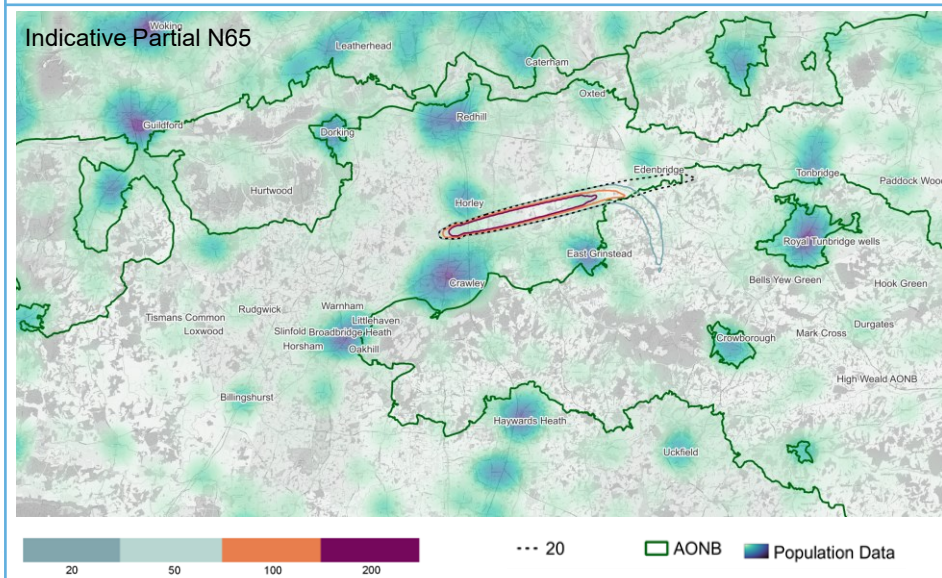 Indicative Partial N65
Woking
Leatherhead
Caterham
Oxted
Guildford
Redhill
Dorking
Edenbridge
Tonbridge
Paddock Wood
Hurtwood
Horley
East Grinstead
Royal Tunbridge wells
Bells Yew Green
Hook Green
Crawley
Warnham
Rudgwick
Tismans Common
Littlehaven
Loxwood
Slinfold
Broadbridge Heath
Durgates
Mark Cross
Crowborough
Horsham
Oakhill
High Weald AONB
Billingshurst
Haywards Heath
Uckfield
20
AONB
Population Data
20 50 100 200